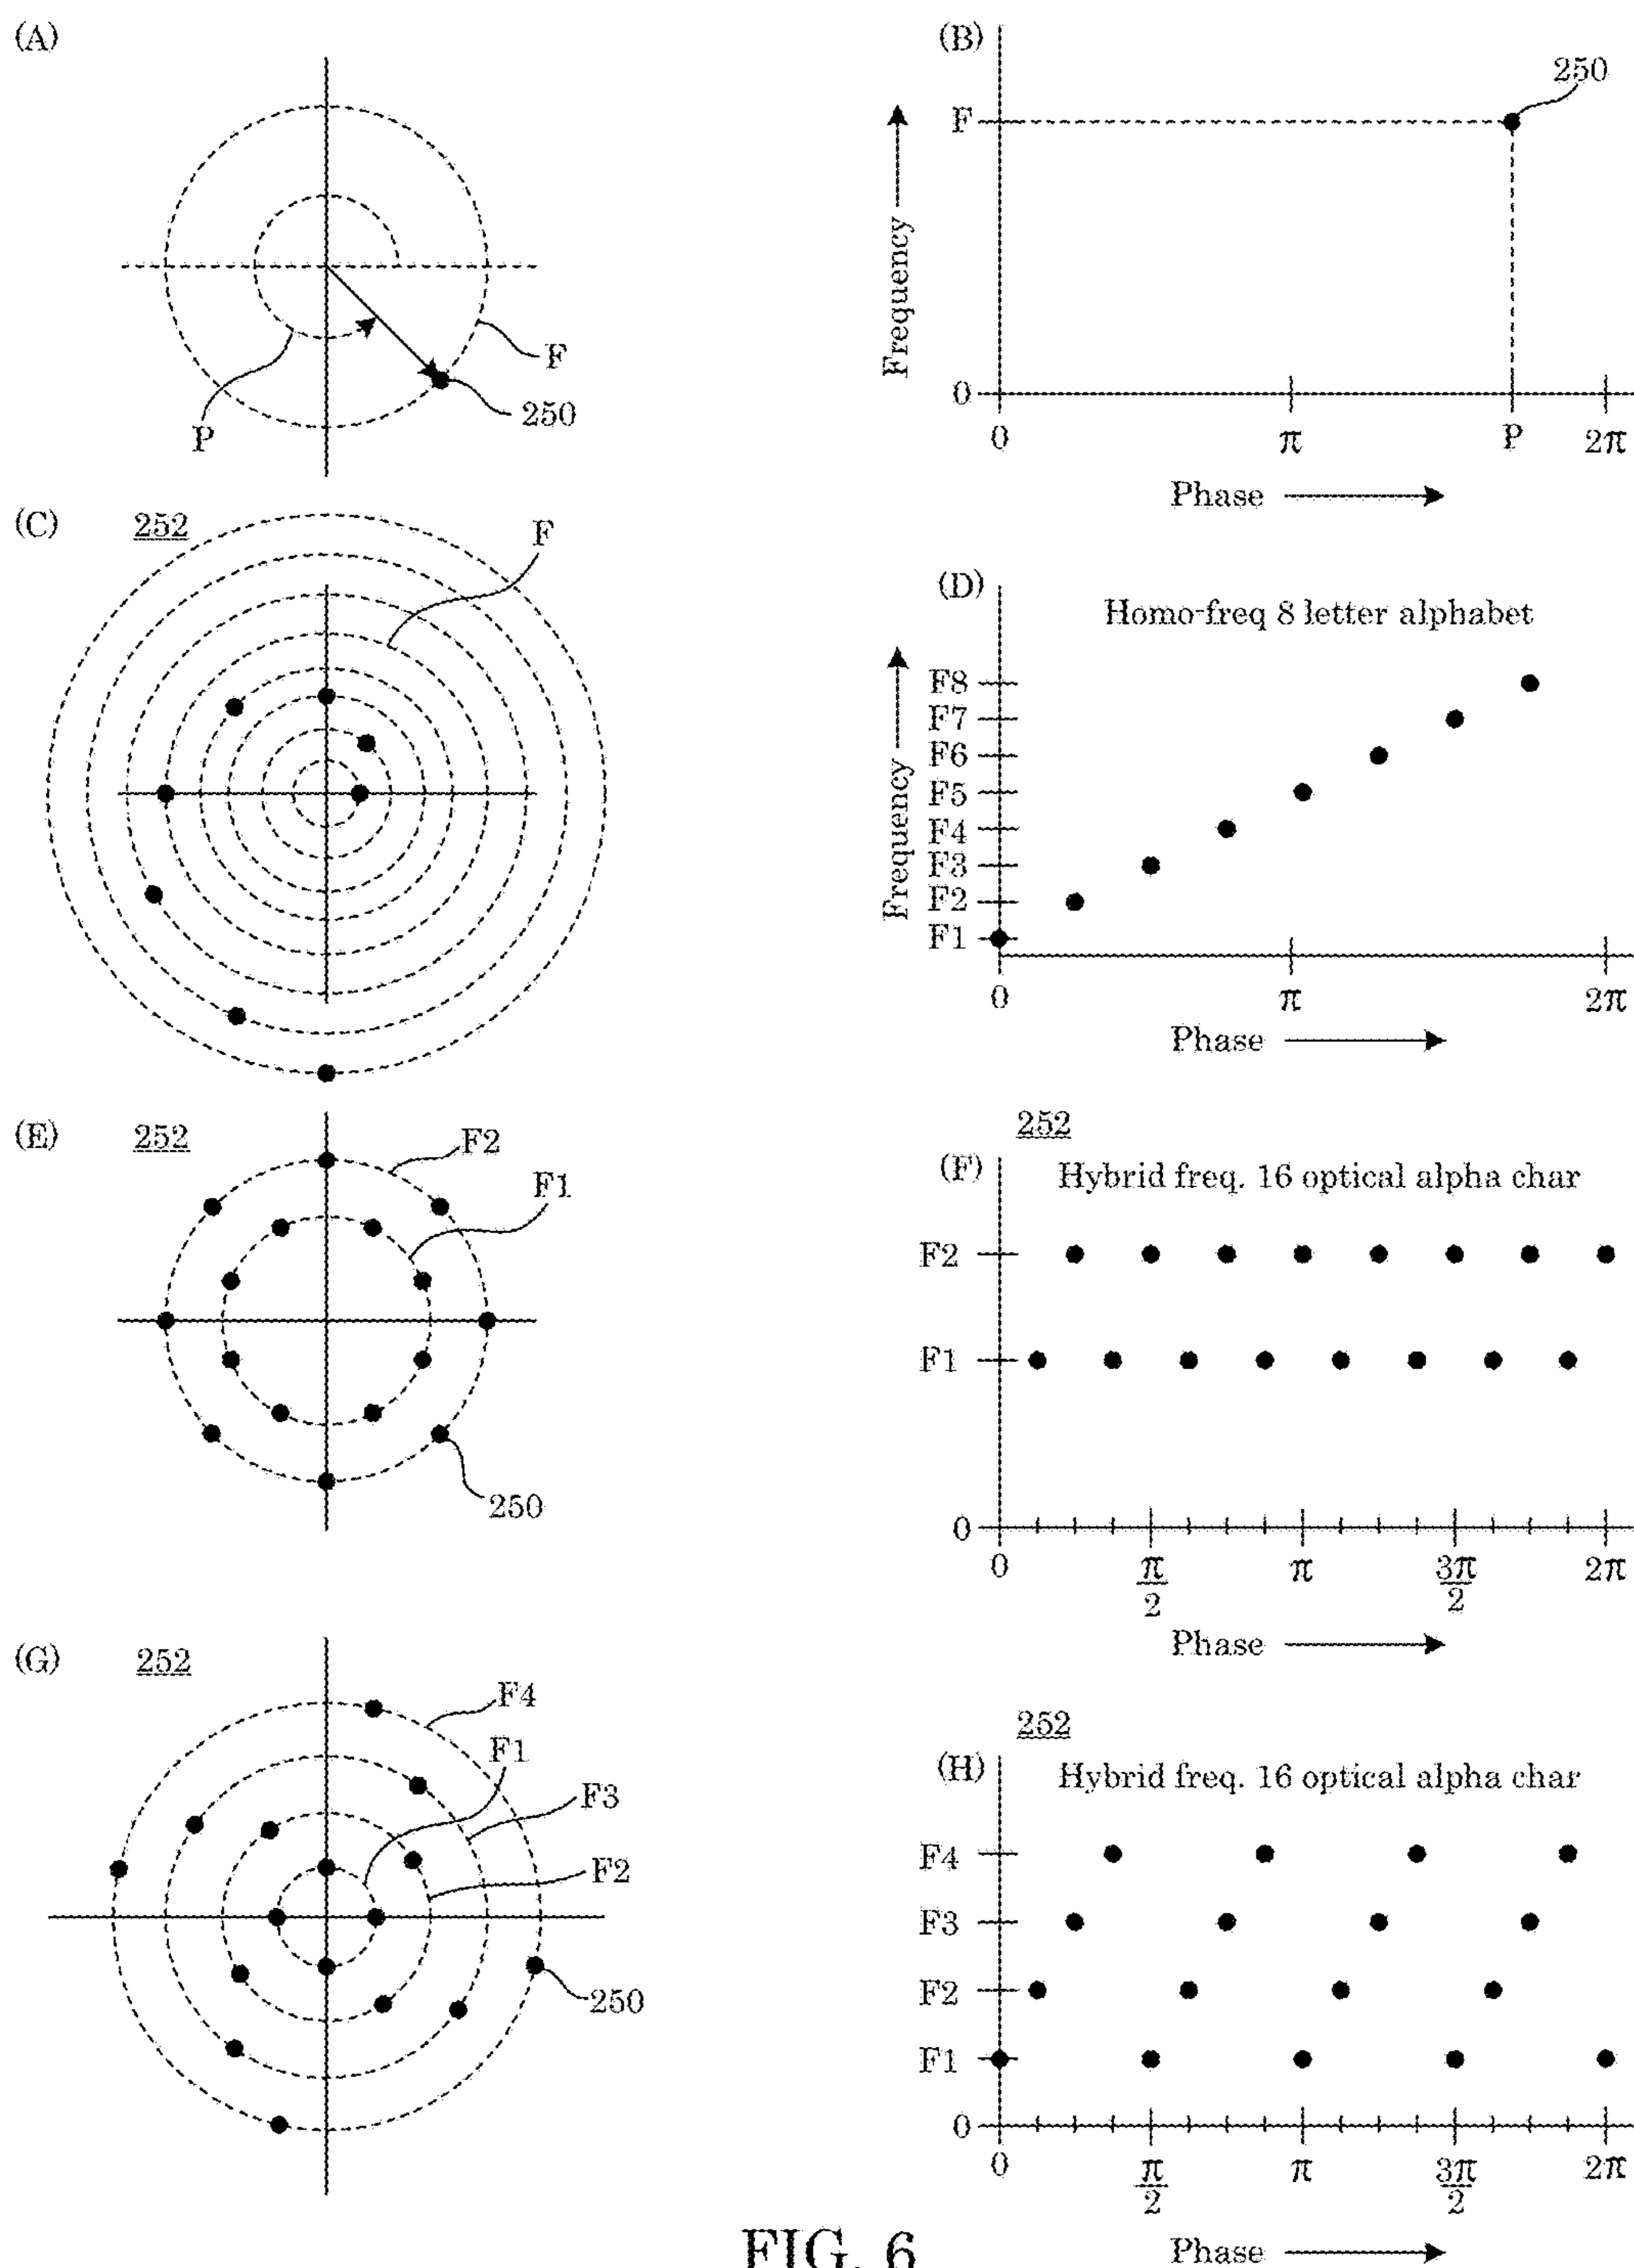 (A)
F
250
P
(B)
250
F
Frequency
0
0 π P 2π
Phase
(C) 252
F
(D)
Homo-freq 8 letter alphabet
Frequency
F8
F7
F6
F5
F4
F3
F2
F1
0 π 2π
Phase
(E) 252
F2
F1
250
252
(F) Hybrid freq. 16 optical alpha char
F2
F1
0
0 π/2 π 3π/2 2π
Phase
(G) 252
F4
F1
F3
F2
250
252
(H) Hybrid freq. 16 optical alpha char
F4
F3
F2
F1
0
0 π/2 π 3π/2 2π
Phase
FIG. 6